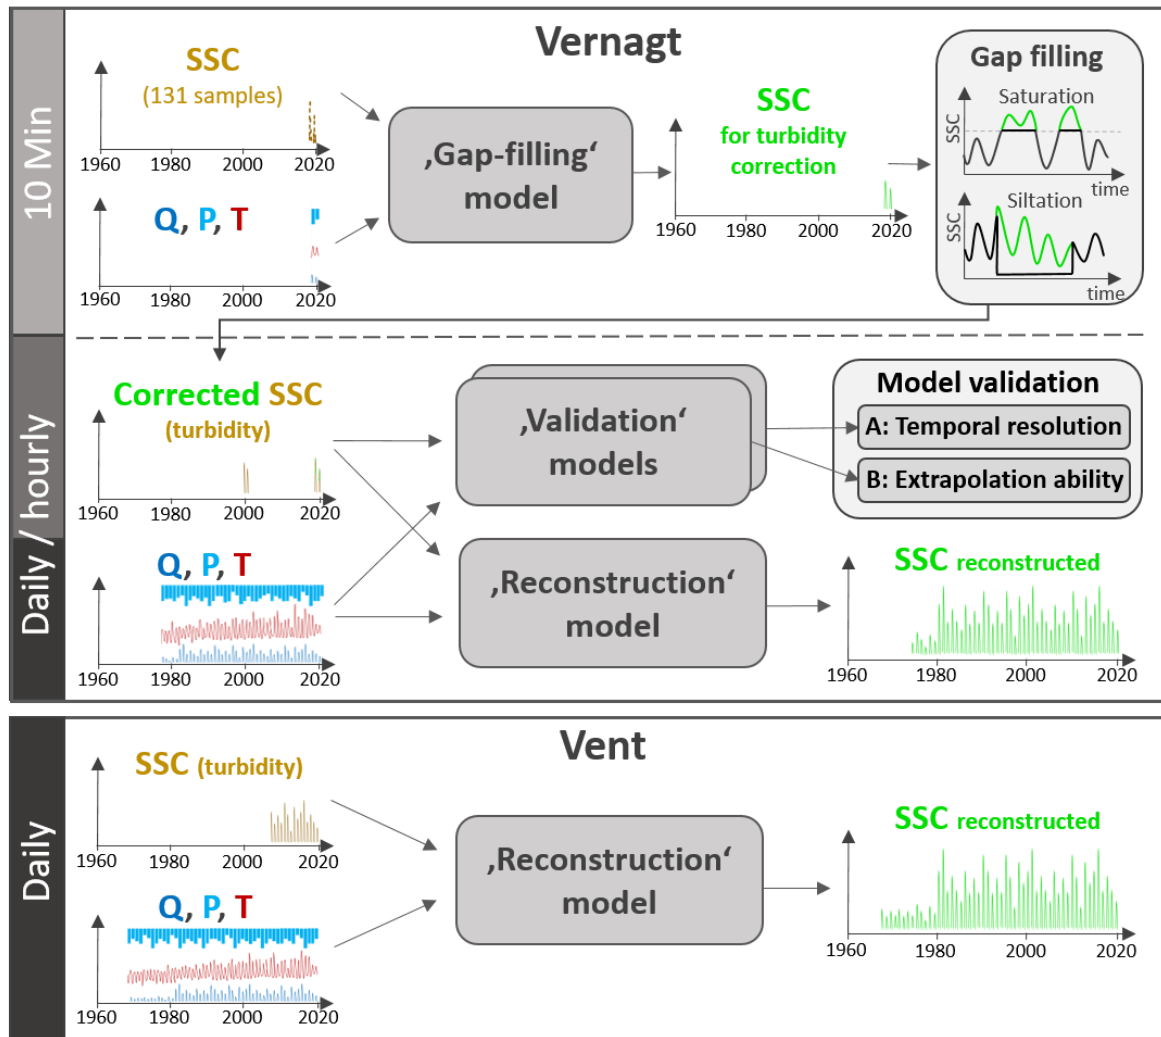 Vernagt
10 Min
SSC
(131 samples)
1960 1980 2000 2020
Q, P, T
1960 1980 2000 2020
‚Gap-filling‘
model
SSC
for turbidity
correction
1960 1980 2000 2020
Gap filling
Saturation
SSC
time
Siltation
SSC
time
Daily / hourly
Corrected SSC
(turbidity)
1960 1980 2000 2020
Q, P, T
1960 1980 2000 2020
‚Validation‘
models
Model validation
A: Temporal resolution
B: Extrapolation ability
‚Reconstruction‘
model
SSC reconstructed
1960 1980 2000 2020
Vent
Daily
SSC (turbidity)
1960 1980 2000 2020
Q, P, T
1960 1980 2000 2020
‚Reconstruction‘
model
SSC reconstructed
1960 1980 2000 2020